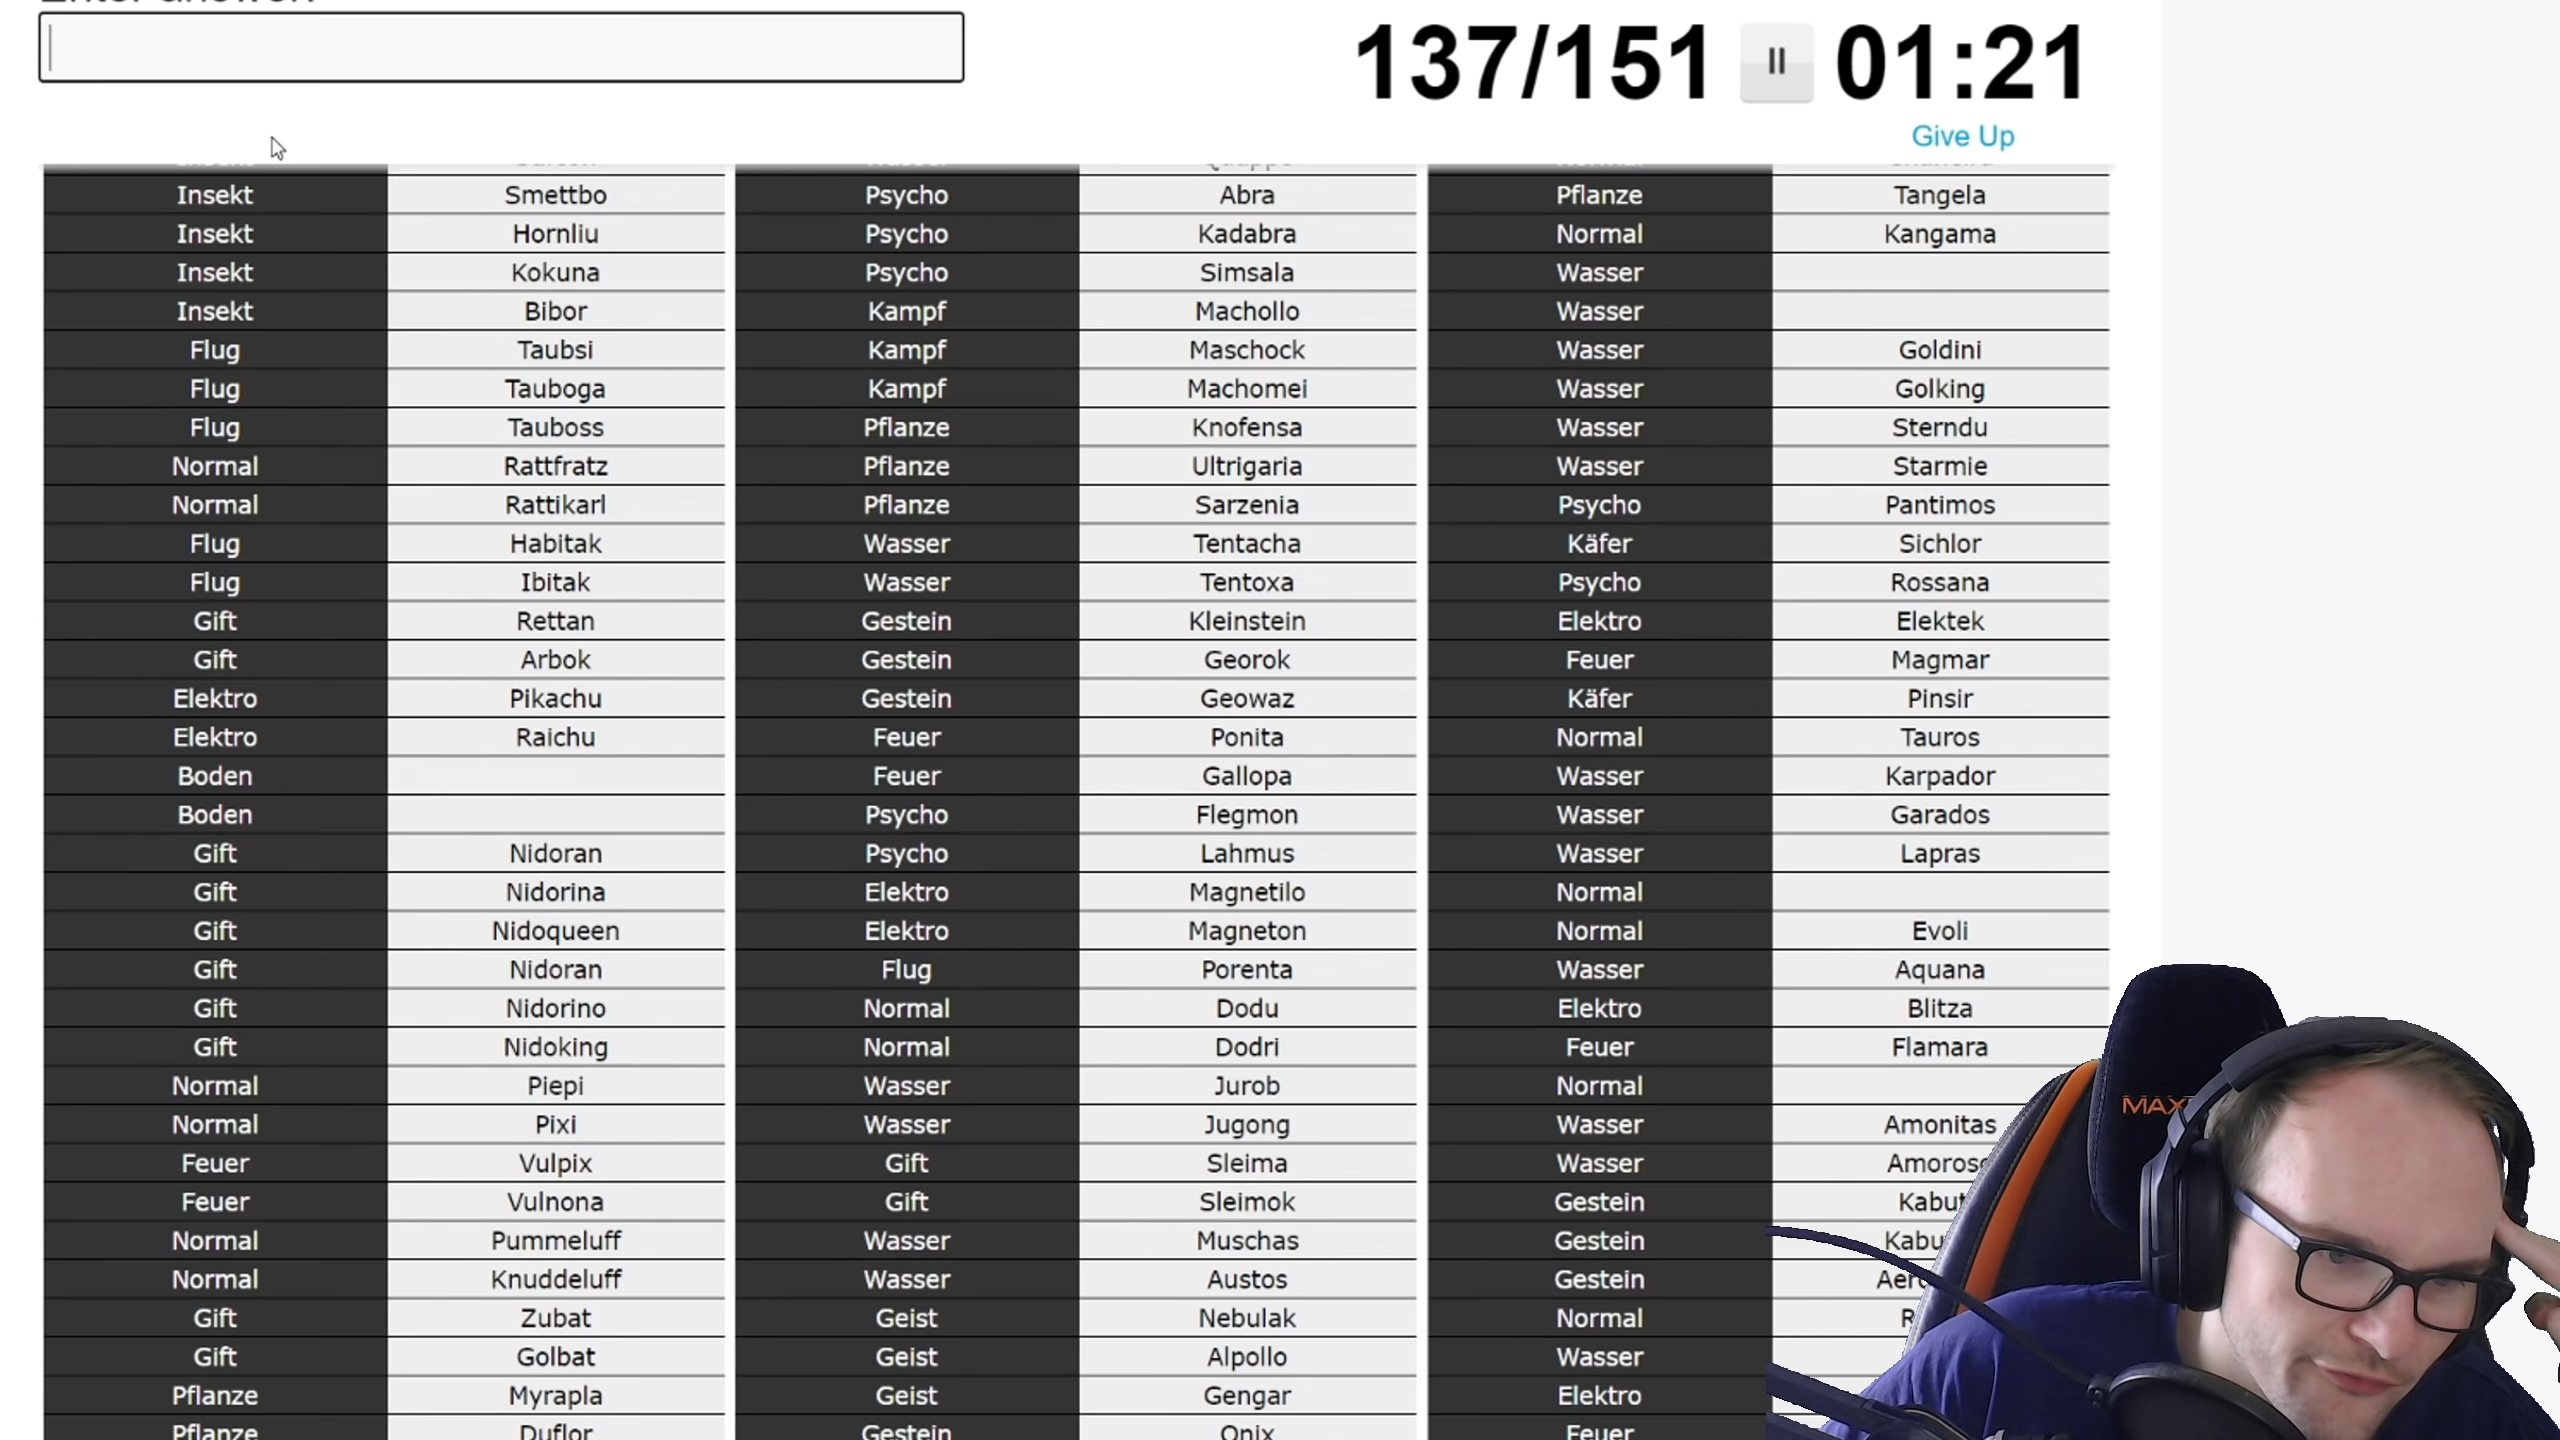 137/151 01:21
Give Up
Insekt Smettbo Psycho Abra Pflanze Tangela
Insekt Hornliu Psycho Kadabra Normal Kangama
Insekt Kokuna Psycho Simsala Wasser
Insekt Bibor Kampf Machollo Wasser
Flug Taubsi Kampf Maschock Wasser Goldini
Flug Tauboga Kampf Machomei Wasser Golking
Flug Tauboss Pflanze Knofensa Wasser Sterndu
Normal Rattfratz Pflanze Ultrigaria Wasser Starmie
Normal Rattikarl Pflanze Sarzenia Psycho Pantimos
Flug Habitak Wasser Tentacha Käfer Sichlor
Flug Ibitak Wasser Tentoxa Psycho Rossana
Gift Rettan Gestein Kleinstein Elektro Elektek
Gift Arbok Gestein Georok Feuer Magmar
Elektro Pikachu Gestein Geowaz Käfer Pinsir
Elektro Raichu Feuer Ponita Normal Tauros
Boden Feuer Gallopa Wasser Karpador
Boden Psycho Flegmon Wasser Garados
Gift Nidoran Psycho Lahmus Wasser Lapras
Gift Nidorina Elektro Magnetilo Normal
Gift Nidoqueen Elektro Magneton Normal Evoli
Gift Nidoran Flug Porenta Wasser Aquana
Gift Nidorino Normal Dodu Elektro Blitza
Gift Nidoking Normal Dodri Feuer Flamara
Normal Piepi Wasser Jurob Normal
Normal Pixi Wasser Jugong Wasser Amonitas
Feuer Vulpix Gift Sleima Wasser
Feuer Vulnona Gift Sleimok Gestein
Normal Pummeluff Wasser Muschas Gestein
Normal Knuddeluff Wasser Austos Gestein
Gift Zubat Geist Nebulak Normal
Gift Golbat Geist Alpollo Wasser
Pflanze Myrapla Geist Gengar Elektro
Pflanze Duflor Gestein Onix Feuer
MAX